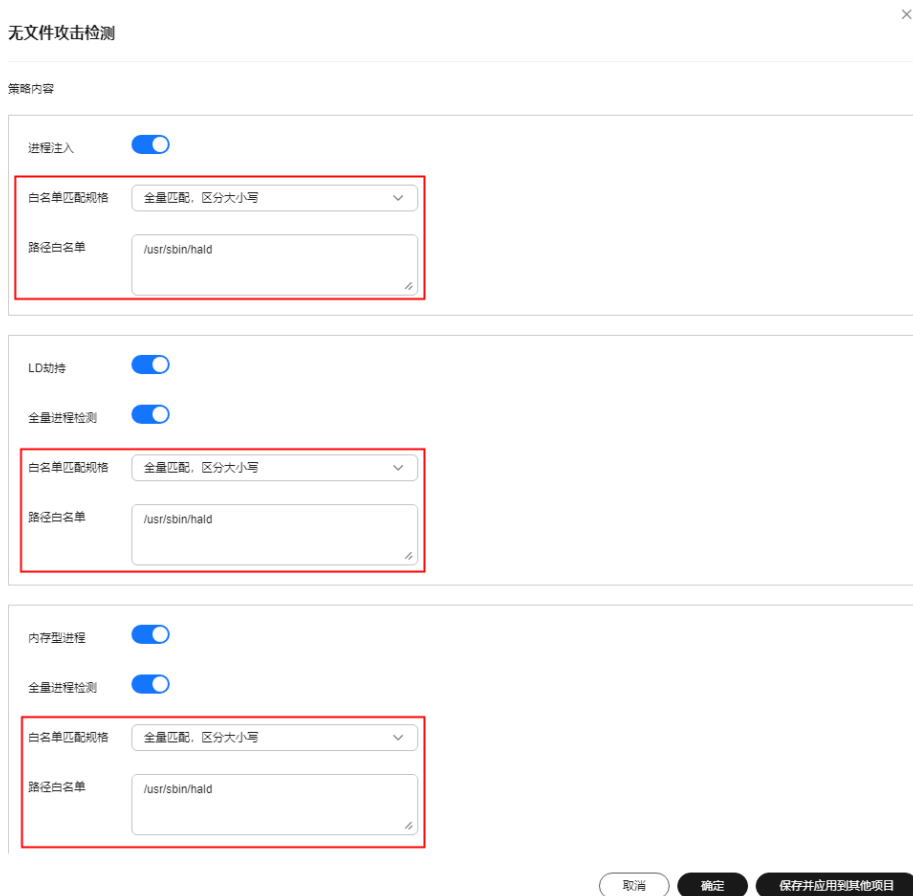 无文件攻击检测
策略内容
进程注入
白名单匹配规格 全量匹配，区分大小写
路径白名单 /usr/sbin/hald
LD劫持
全量进程检测
白名单匹配规格 全量匹配，区分大小写
路径白名单 /usr/sbin/hald
内存型进程
全量进程检测
白名单匹配规格 全量匹配，区分大小写
路径白名单 /usr/sbin/hald
取消 确定 保存并应用到其他项目